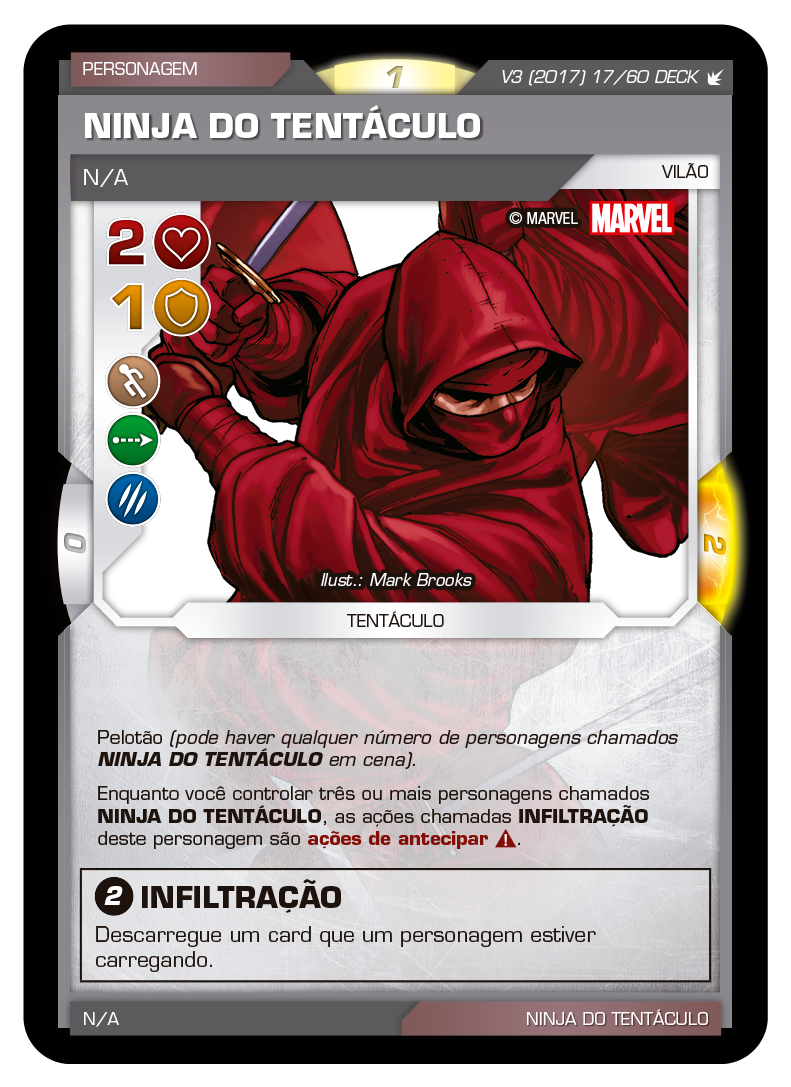 PERSONAGEM
1
V3 (2017) 17/60 DECK
NINJA DO TENTÁCULO
N/A
VILÃO
© MARVEL MARVEL
2
1
0
2
Ilust.: Mark Brooks
TENTÁCULO
Pelotão (pode haver qualquer número de personagens chamados
NINJA DO TENTÁCULO em cena).
Enquanto você controlar três ou mais personagens chamados
NINJA DO TENTÁCULO, as ações chamadas INFILTRAÇÃO
deste personagem são ações de antecipar ⚠.
2 INFILTRAÇÃO
Descarregue um card que um personagem estiver
carregando.
N/A
NINJA DO TENTÁCULO